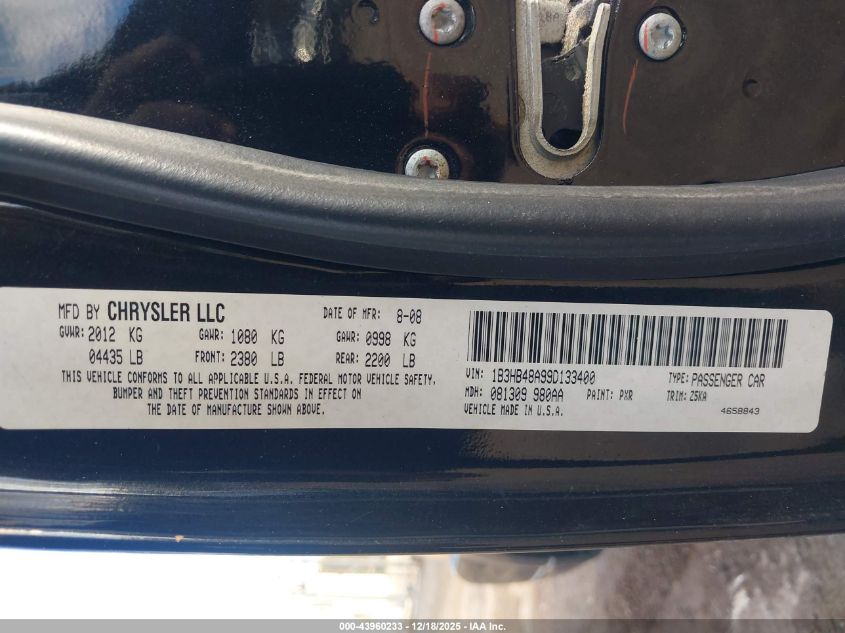 MFD BY CHRYSLER LLC DATE OF MFR: 8-08
GVWR: 2012 KG GAWR: 1080 KG GAWR: 0998 KG
04435 LB FRONT: 2380 LB REAR: 2200 LB
THIS VEHICLE CONFORMS TO ALL APPLICABLE U.S.A. FEDERAL MOTOR VEHICLE SAFETY,
BUMPER AND THEFT PREVENTION STANDARDS IN EFFECT ON
THE DATE OF MANUFACTURE SHOWN ABOVE.
VIN: 1B3HB48A99D133400 TYPE: PASSENGER CAR
MDH: 081309 980AA PAINT: PXR TRIM: Z5KA
VEHICLE MADE IN U.S.A. 4658843
000-43960233 - 12/18/2025 - IAA, Inc.